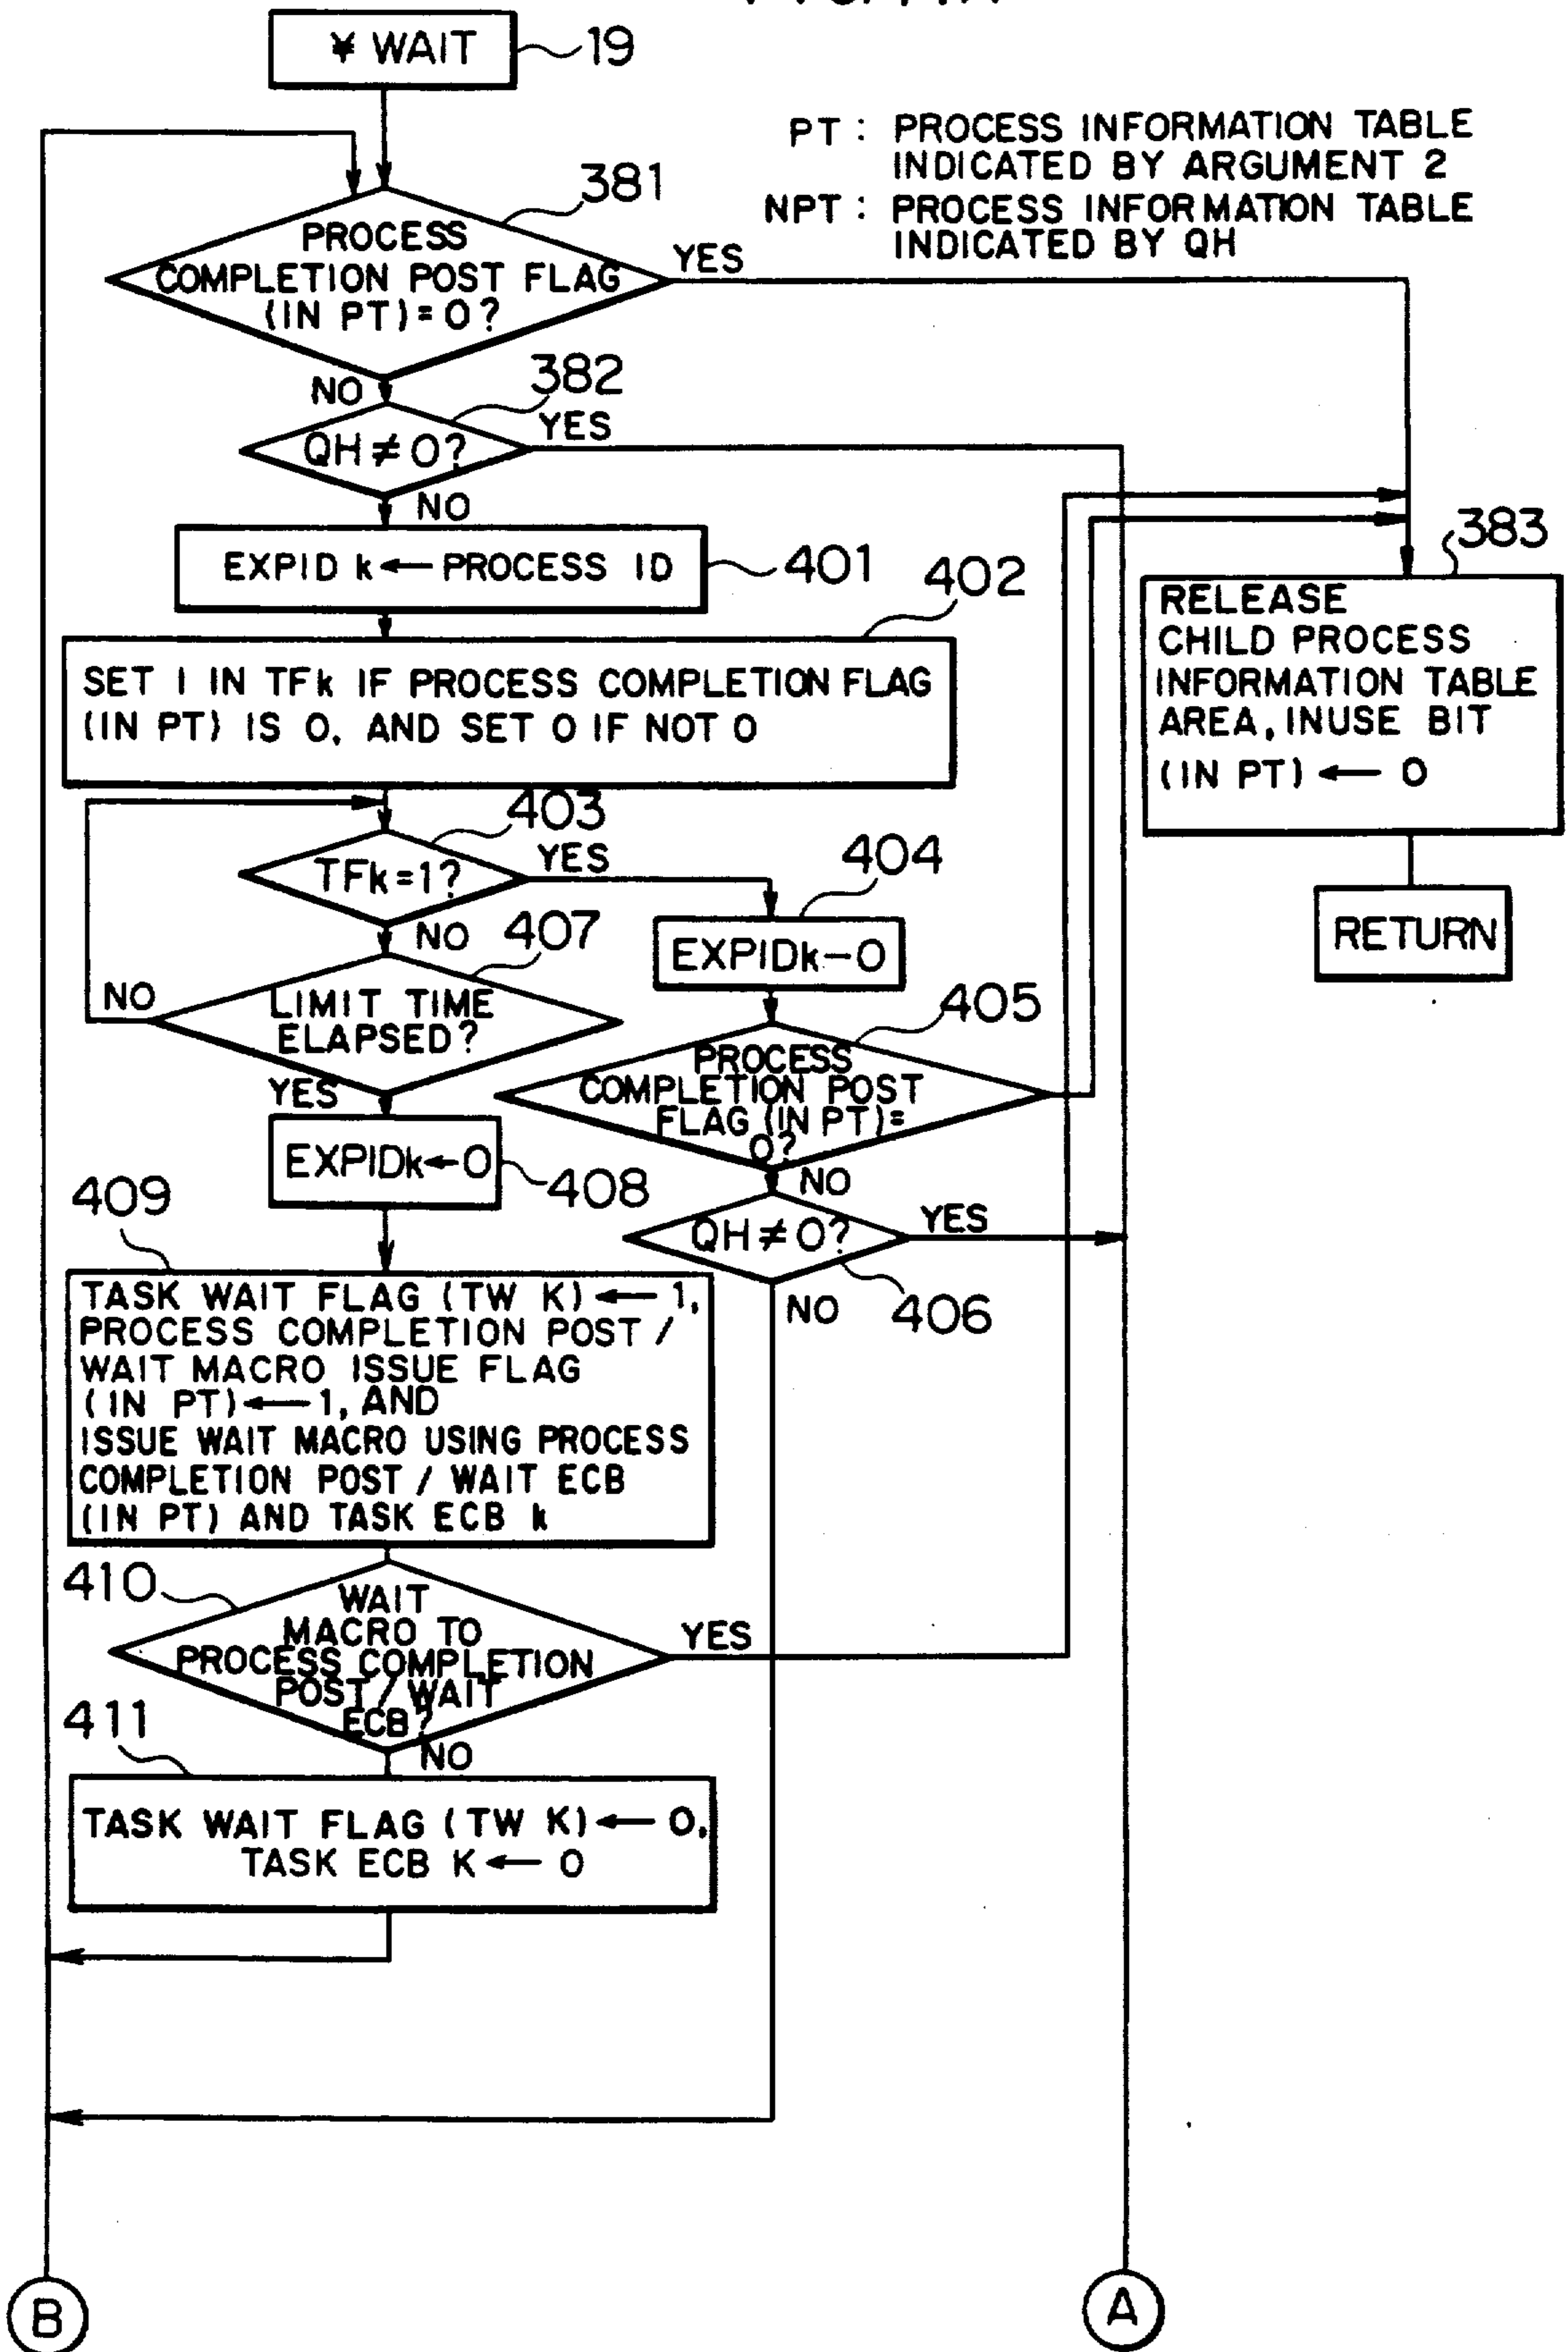 ¥ WAIT
19
PT : PROCESS INFORMATION TABLE
INDICATED BY ARGUMENT 2
NPT : PROCESS INFORMATION TABLE
INDICATED BY QH
381
PROCESS
COMPLETION POST FLAG
(IN PT)=0?
YES
NO
382
QH≠0?
YES
NO
EXPID k←PROCESS ID
401
402
SET 1 IN TFk IF PROCESS COMPLETION FLAG
(IN PT) IS 0, AND SET 0 IF NOT 0
383
RELEASE
CHILD PROCESS
INFORMATION TABLE
AREA, INUSE BIT
(IN PT) ← 0
RETURN
403
TFk=1?
YES
NO
404
EXPIDk–0
407
LIMIT TIME
ELAPSED?
NO
YES
405
PROCESS
COMPLETION POST
FLAG (IN PT)=
0?
NO
EXPIDk←0
408
QH≠0?
YES
NO
406
409
TASK WAIT FLAG (TW K) ← 1,
PROCESS COMPLETION POST /
WAIT MACRO ISSUE FLAG
(IN PT) ← 1, AND
ISSUE WAIT MACRO USING PROCESS
COMPLETION POST / WAIT ECB
(IN PT) AND TASK ECB k
410
WAIT
MACRO TO
PROCESS COMPLETION
POST / WAIT
ECB?
YES
NO
411
TASK WAIT FLAG (TW K) ← 0,
TASK ECB K ← 0
B
A